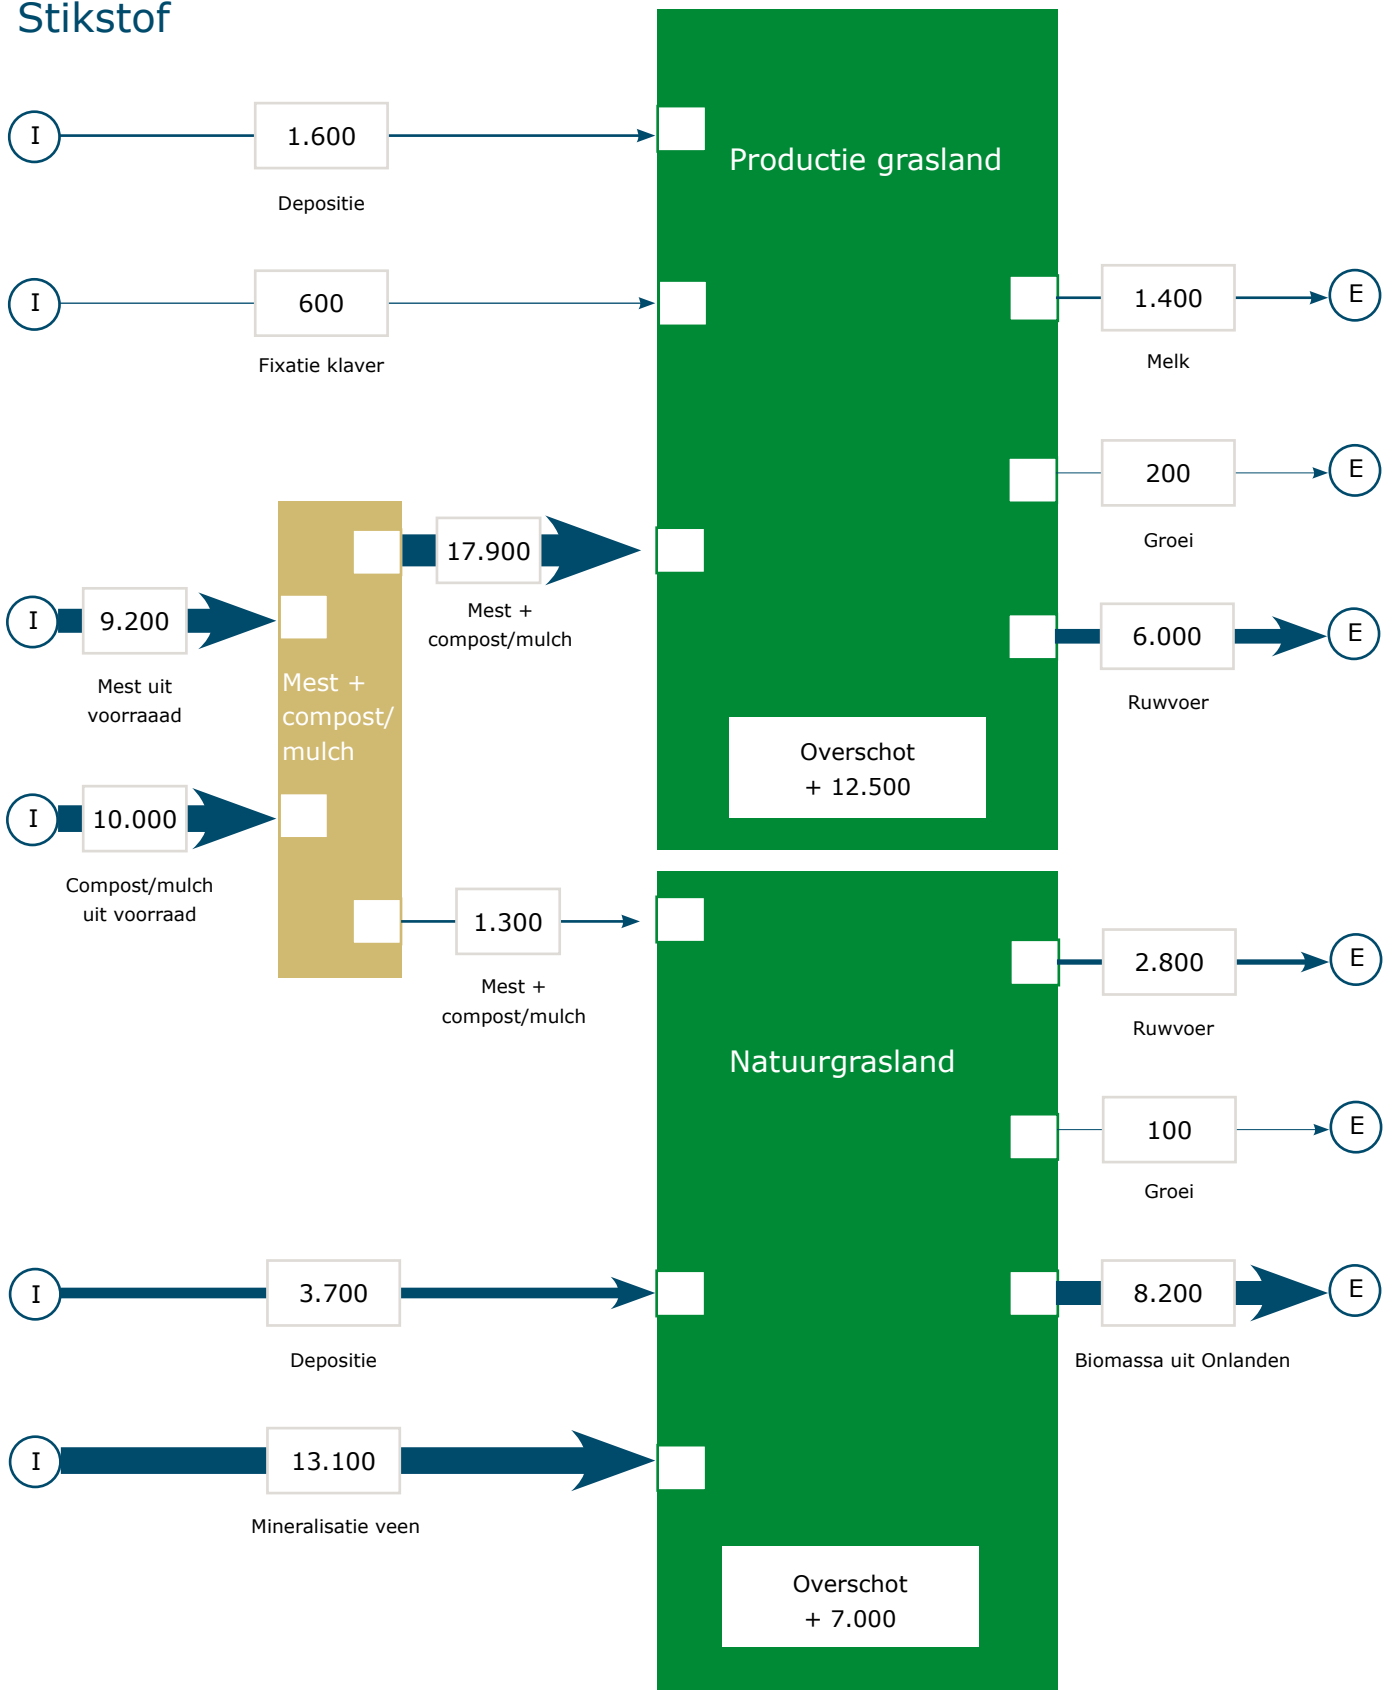 Stikstof
I
1.600
Depositie
Productie grasland
I
600
Fixatie klaver
1.400
E
Melk
200
E
Groei
17.900
Mest +
compost/mulch
I
9.200
Mest uit
voorraaad
6.000
E
Ruwvoer
Mest +
compost/
mulch
Overschot
+ 12.500
I
10.000
Compost/mulch
uit voorraad
1.300
Mest +
compost/mulch
2.800
E
Ruwvoer
Natuurgrasland
100
E
Groei
I
3.700
Depositie
8.200
E
Biomassa uit Onlanden
I
13.100
Mineralisatie veen
Overschot
+ 7.000